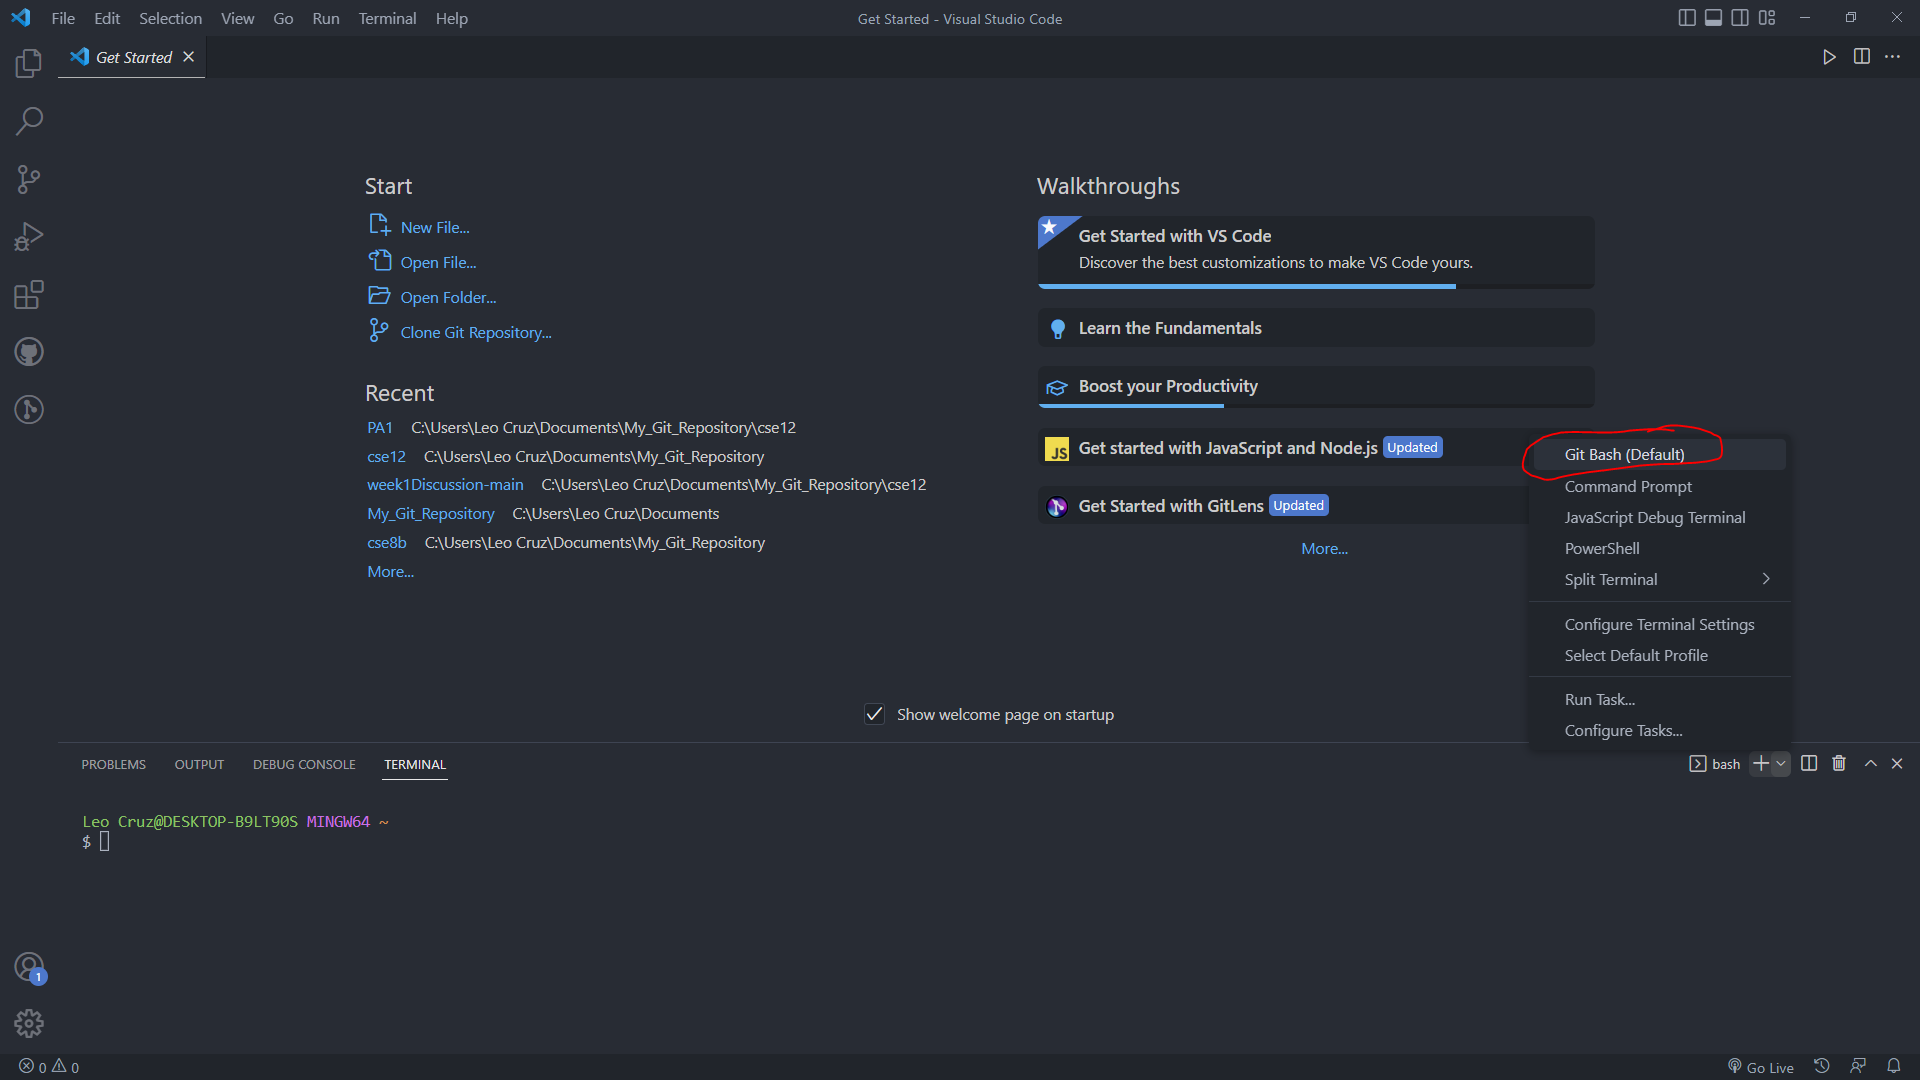 File Edit Selection View Go Run Terminal Help
Get Started - Visual Studio Code
Get Started
Start
New File...
Open File...
Open Folder...
Clone Git Repository...
Recent
PA1 C:\Users\Leo Cruz\Documents\My_Git_Repository\cse12
cse12 C:\Users\Leo Cruz\Documents\My_Git_Repository
week1Discussion-main C:\Users\Leo Cruz\Documents\My_Git_Repository\cse12
My_Git_Repository C:\Users\Leo Cruz\Documents
cse8b C:\Users\Leo Cruz\Documents\My_Git_Repository
More...
Walkthroughs
Get Started with VS Code
Discover the best customizations to make VS Code yours.
Learn the Fundamentals
Boost your Productivity
JS Get started with JavaScript and Node.js Updated
Get Started with GitLens Updated
More...
Git Bash (Default)
Command Prompt
JavaScript Debug Terminal
PowerShell
Split Terminal
Configure Terminal Settings
Select Default Profile
Run Task...
Configure Tasks...
Show welcome page on startup
PROBLEMS OUTPUT DEBUG CONSOLE TERMINAL
bash
Leo Cruz@DESKTOP-B9LT90S MINGW64 ~
$
1
0 0
Go Live